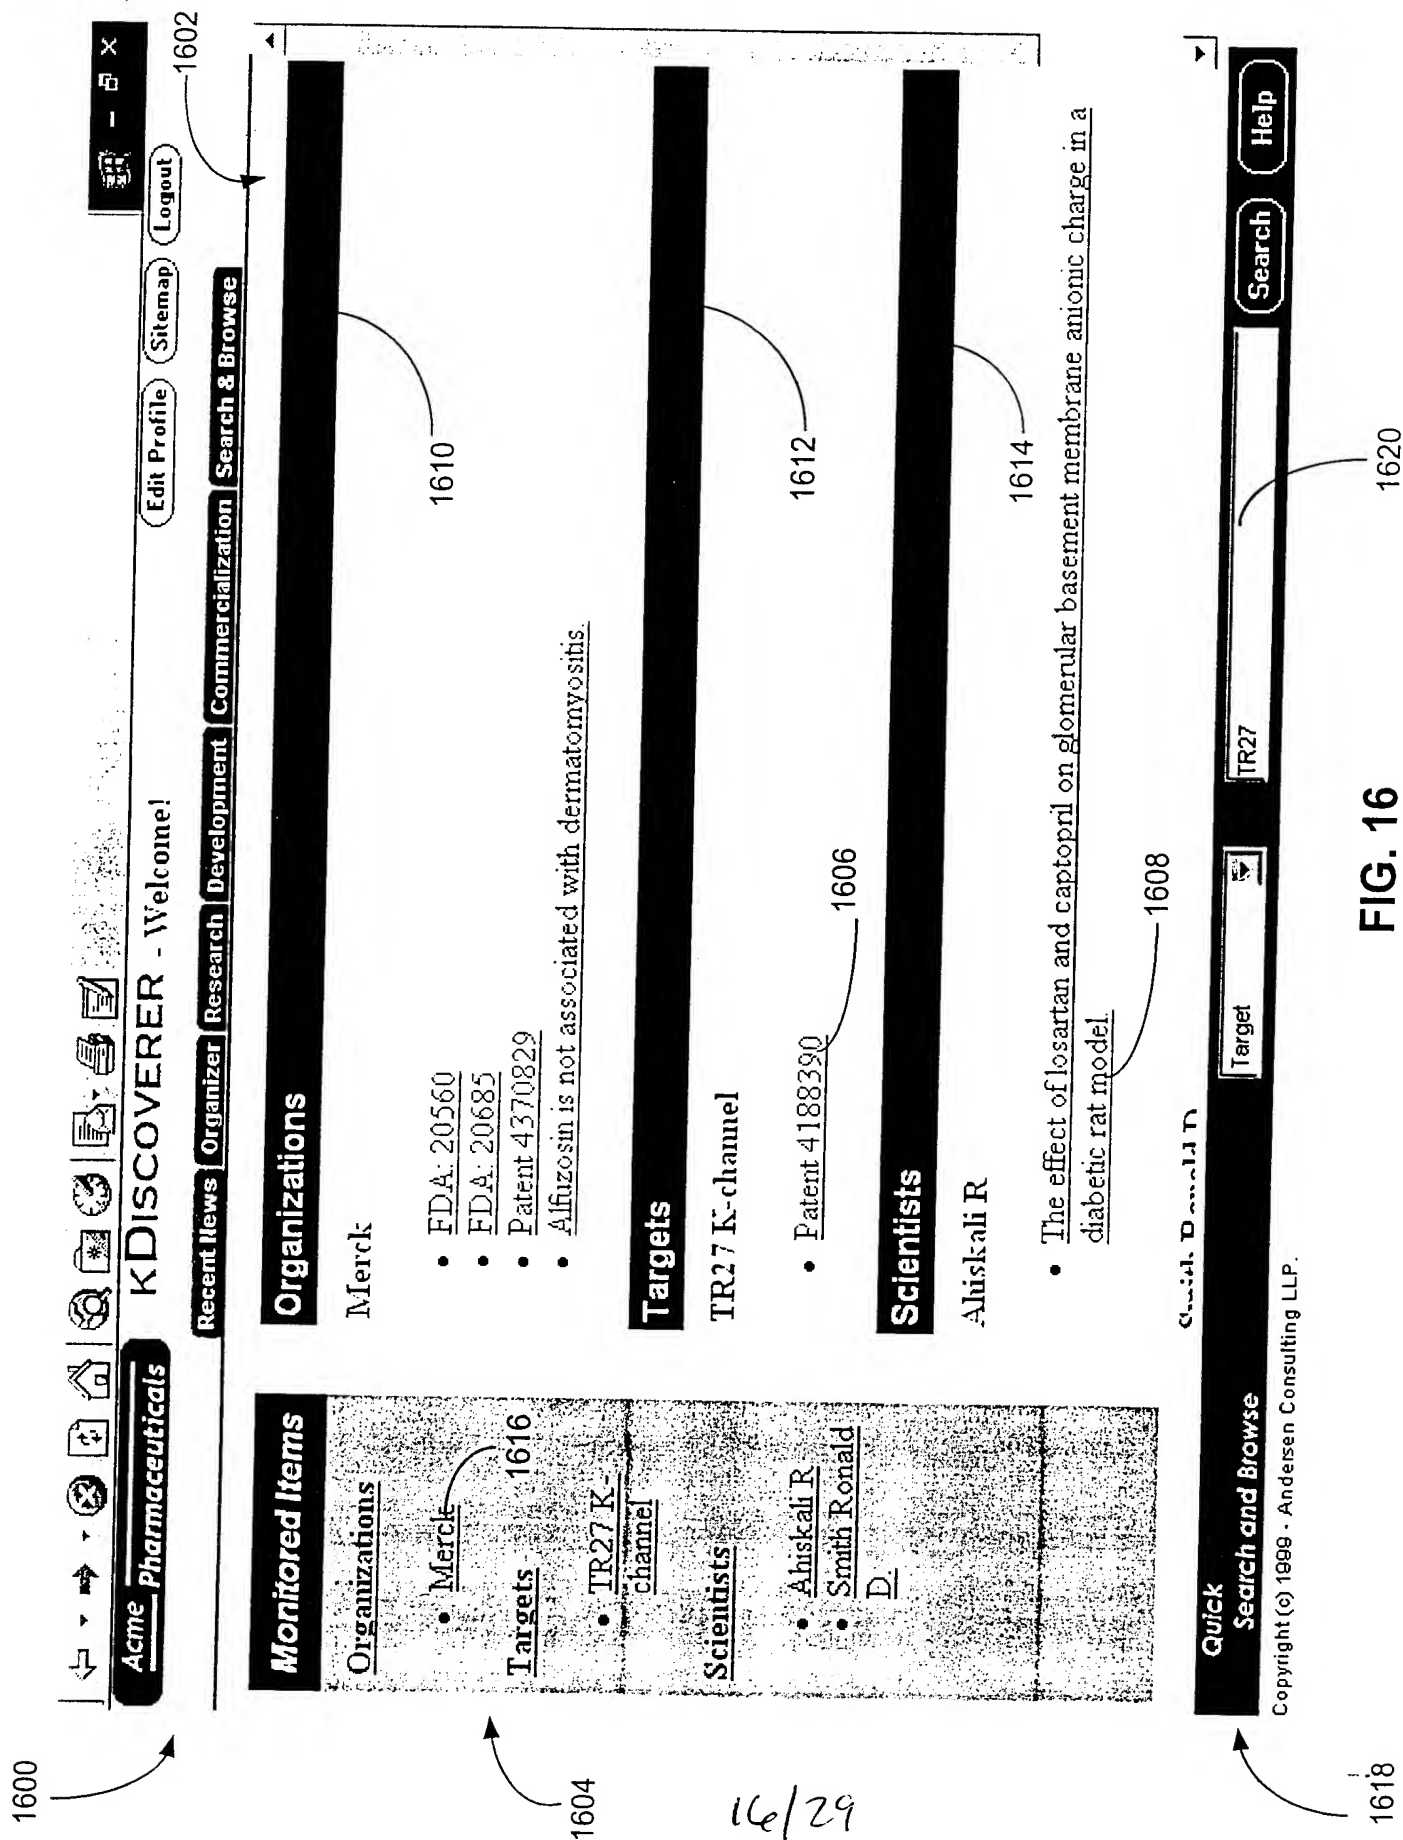 1600
Acme Pharmaceuticals
KDISCOVERER - Welcome!
Edit Profile Sitemap Logout
1602
Recent News Organizer Research Development Commercialization Search & Browse
1604
Monitored Items
Organizations
• Merck
1616
Targets
• TR27 K-
channel
Scientists
• Ahiskali R
• Smith Ronald
D.
Organizations
1610
Merck
• FDA: 20560
• FDA: 20685
• Patent 4370829
• Alfuzosin is not associated with dermatomyositis.
Targets
1612
TR27 K-channel
• Patent 4188390
1606
Scientists
1614
Ahiskali R
• The effect of losartan and captopril on glomerular basement membrane anionic charge in a
diabetic rat model.
1608
1618
Quick
Search and Browse
Target
TR27
Search
Help
1620
Copyright (c) 1999 - Andersen Consulting LLP.
FIG. 16
16/29